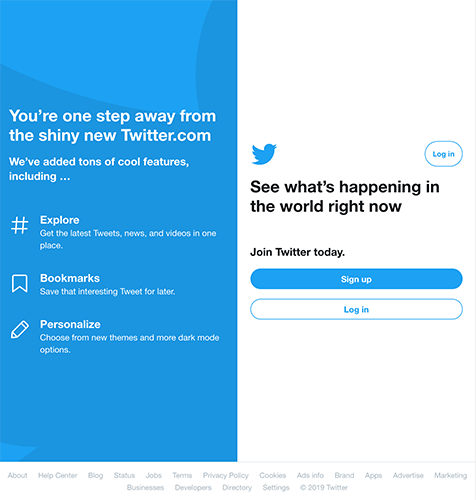 You're one step away from
the shiny new Twitter.com
We've added tons of cool features,
including ...
Explore
Get the latest Tweets, news, and videos in one
place.
Bookmarks
Save that interesting Tweet for later.
Personalize
Choose from new themes and more dark mode
options.
Log in
See what's happening in
the world right now
Join Twitter today.
Sign up
Log in
About Help Center Blog Status Jobs Terms Privacy Policy Cookies Ads info Brand Apps Advertise Marketing
Businesses Developers Directory Settings © 2019 Twitter